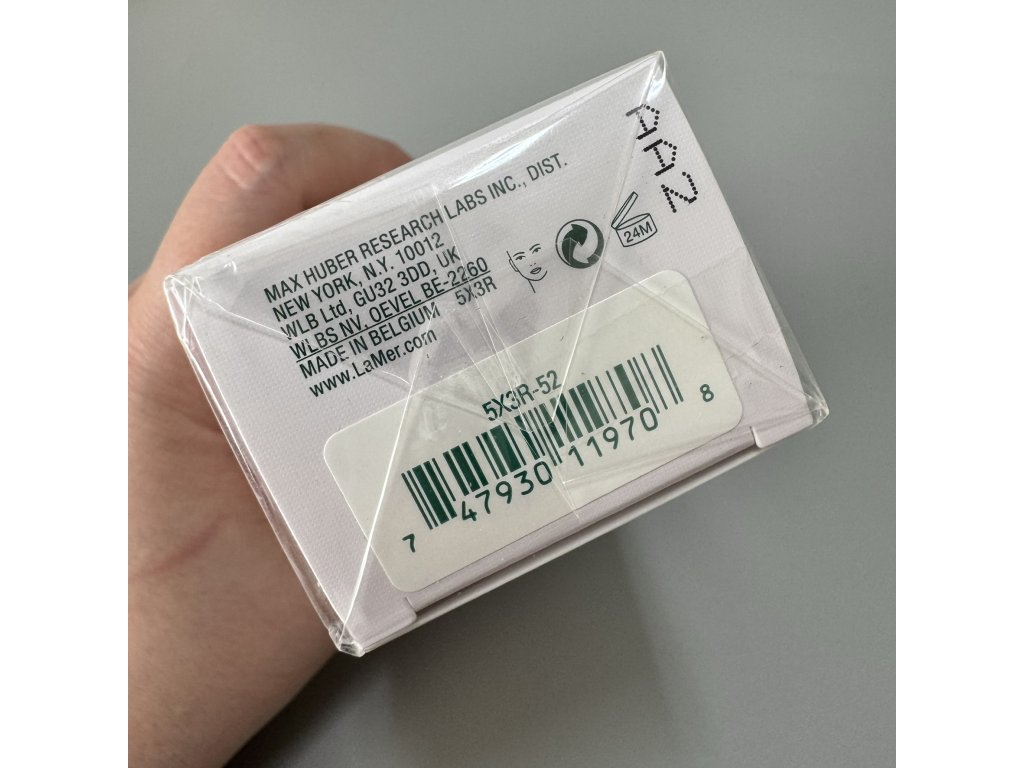 MAX HUBER RESEARCH LABS INC., DIST.
NEW YORK, N.Y. 10012
WLB Ltd, GU32 3DD, UK
WLBS NV. OEVEL BE-2260
MADE IN BELGIUM 5X3R
www.LaMer.com
24M
DDN
5X3R-52
7 47930 11970 8